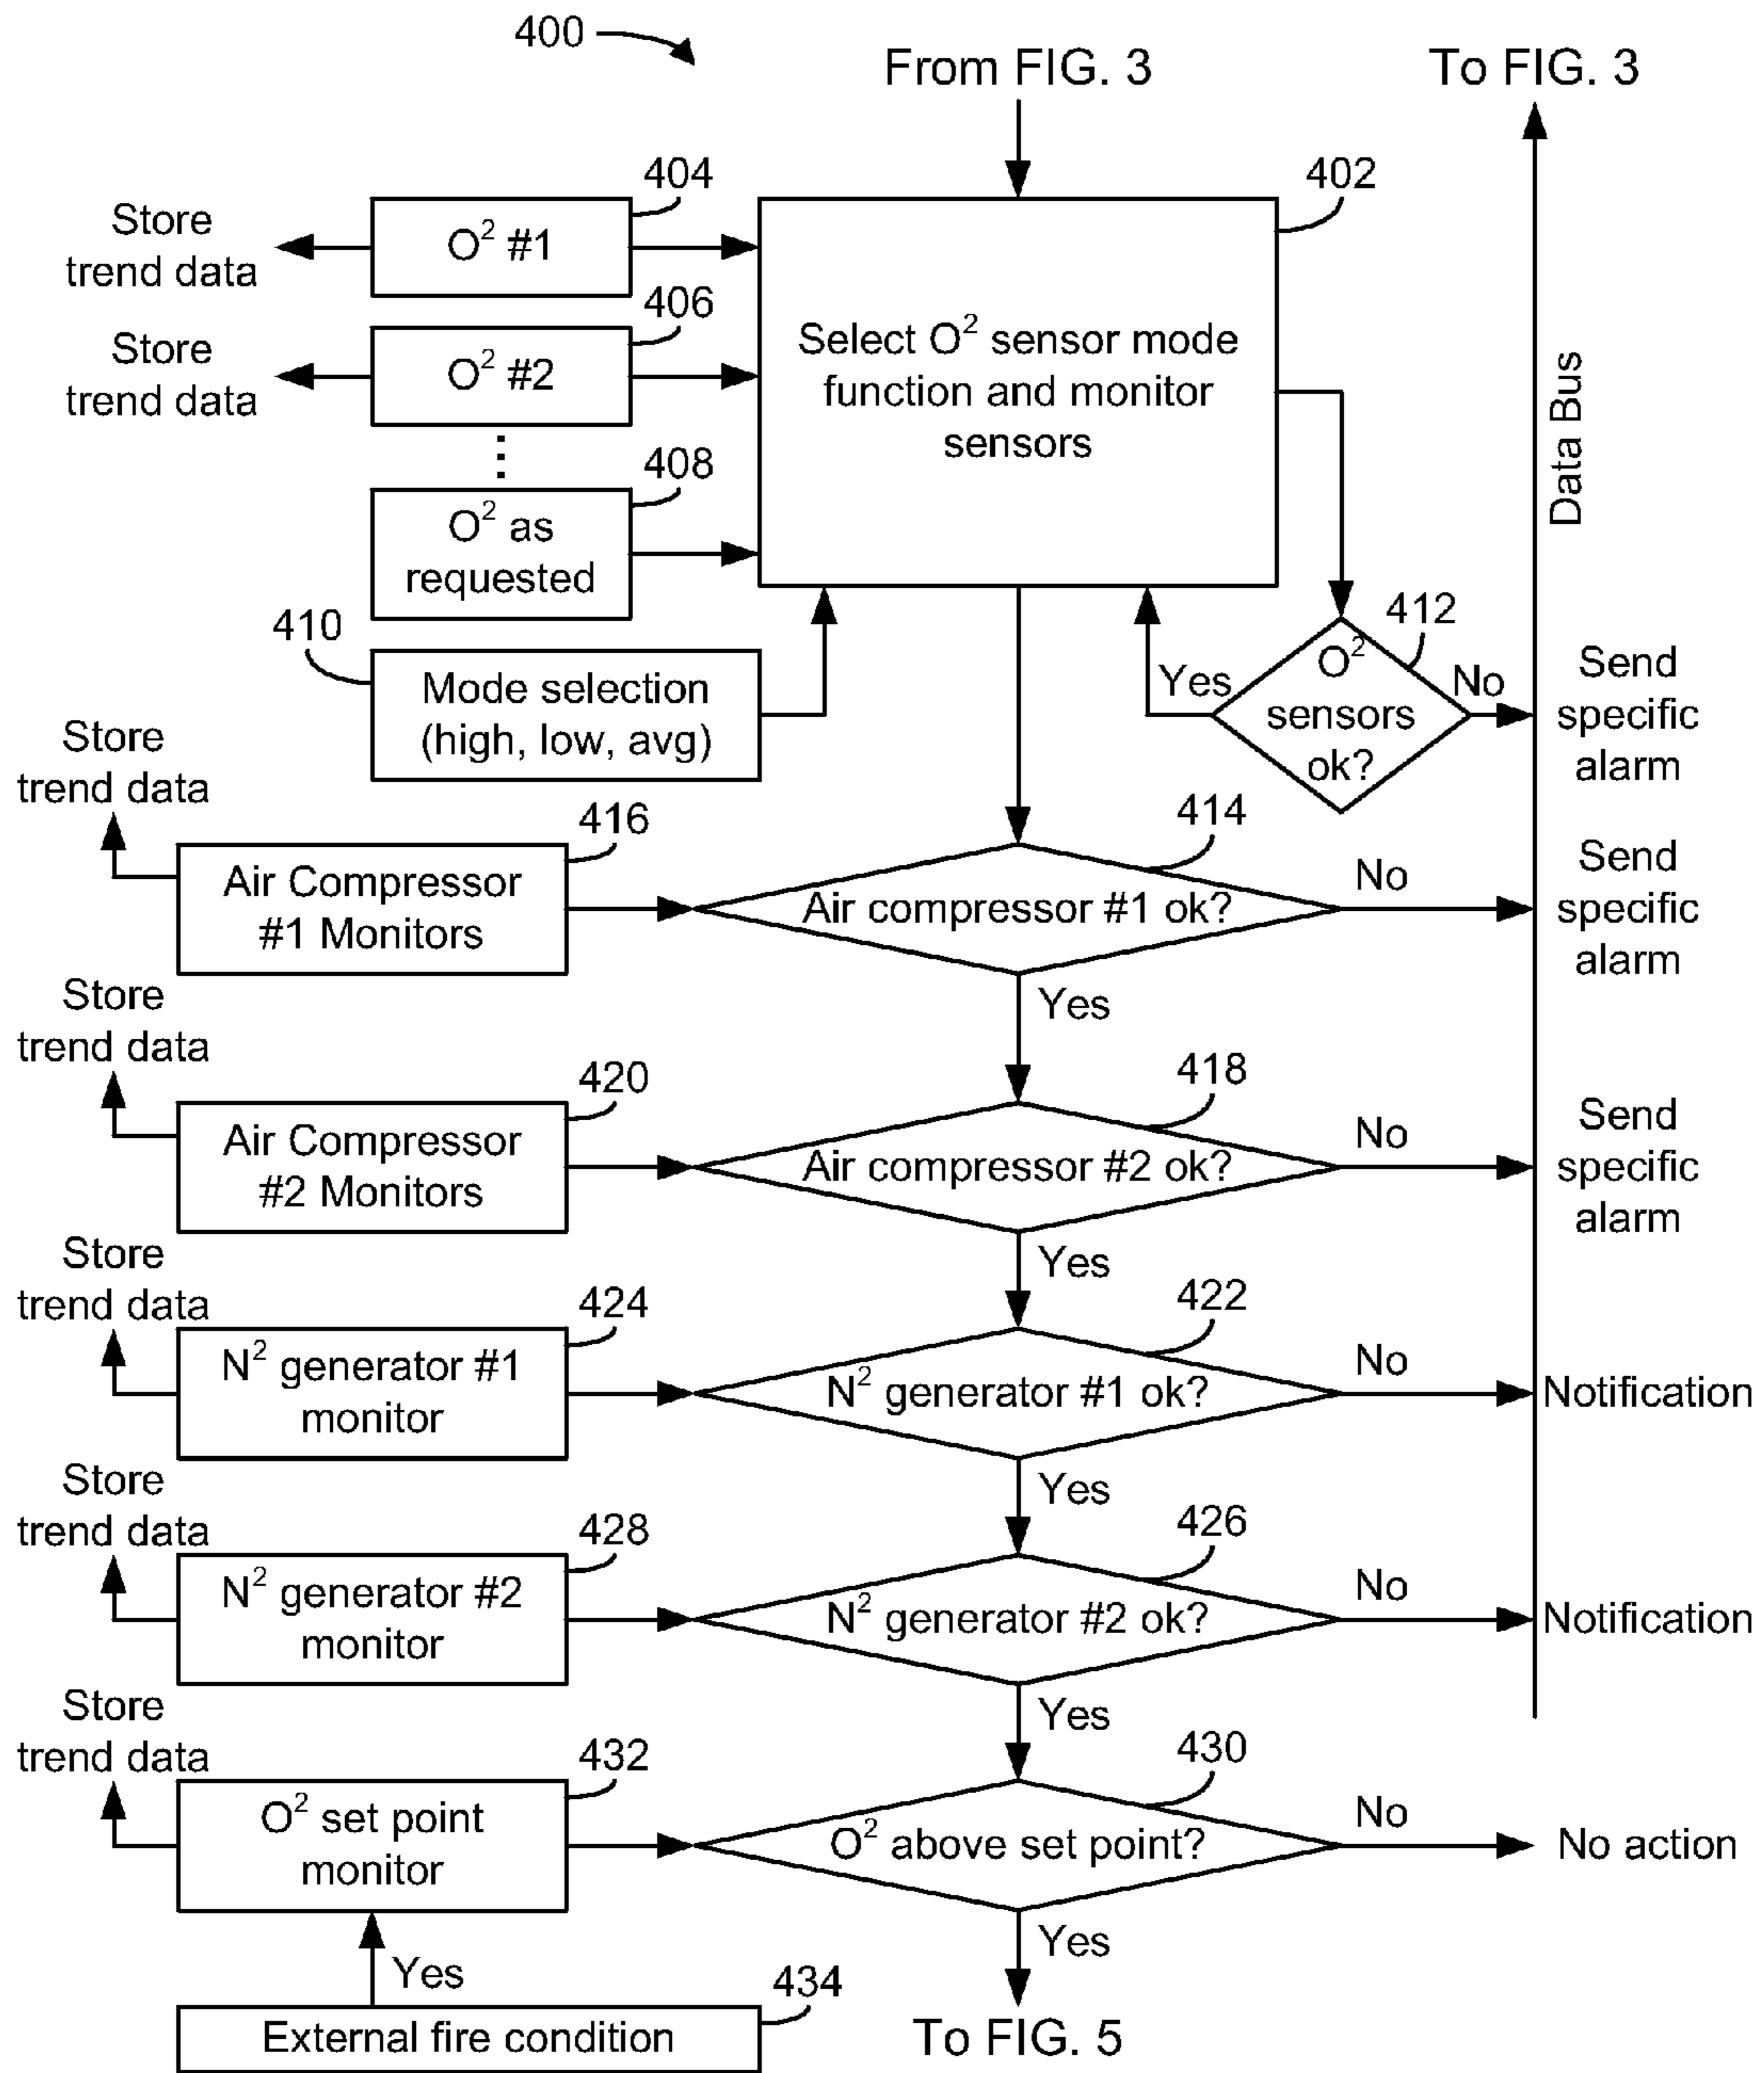 400
From FIG. 3
To FIG. 3
404
402
Store
trend data
O² #1
406
Store
trend data
O² #2
Select O² sensor mode
function and monitor
sensors
Data Bus
408
O² as
requested
410
412
Mode selection
(high, low, avg)
Yes
O²
sensors
ok?
No
Send
specific
alarm
Store
trend data
416
414
Air Compressor
#1 Monitors
Air compressor #1 ok?
No
Send
specific
alarm
Yes
Store
trend data
420
418
Air Compressor
#2 Monitors
Air compressor #2 ok?
No
Send
specific
alarm
Yes
Store
trend data
424
422
N² generator #1
monitor
N² generator #1 ok?
No
Notification
Yes
Store
trend data
428
426
N² generator #2
monitor
N² generator #2 ok?
No
Notification
Yes
Store
trend data
432
430
O² set point
monitor
O² above set point?
No
No action
Yes
Yes
434
External fire condition
To FIG. 5